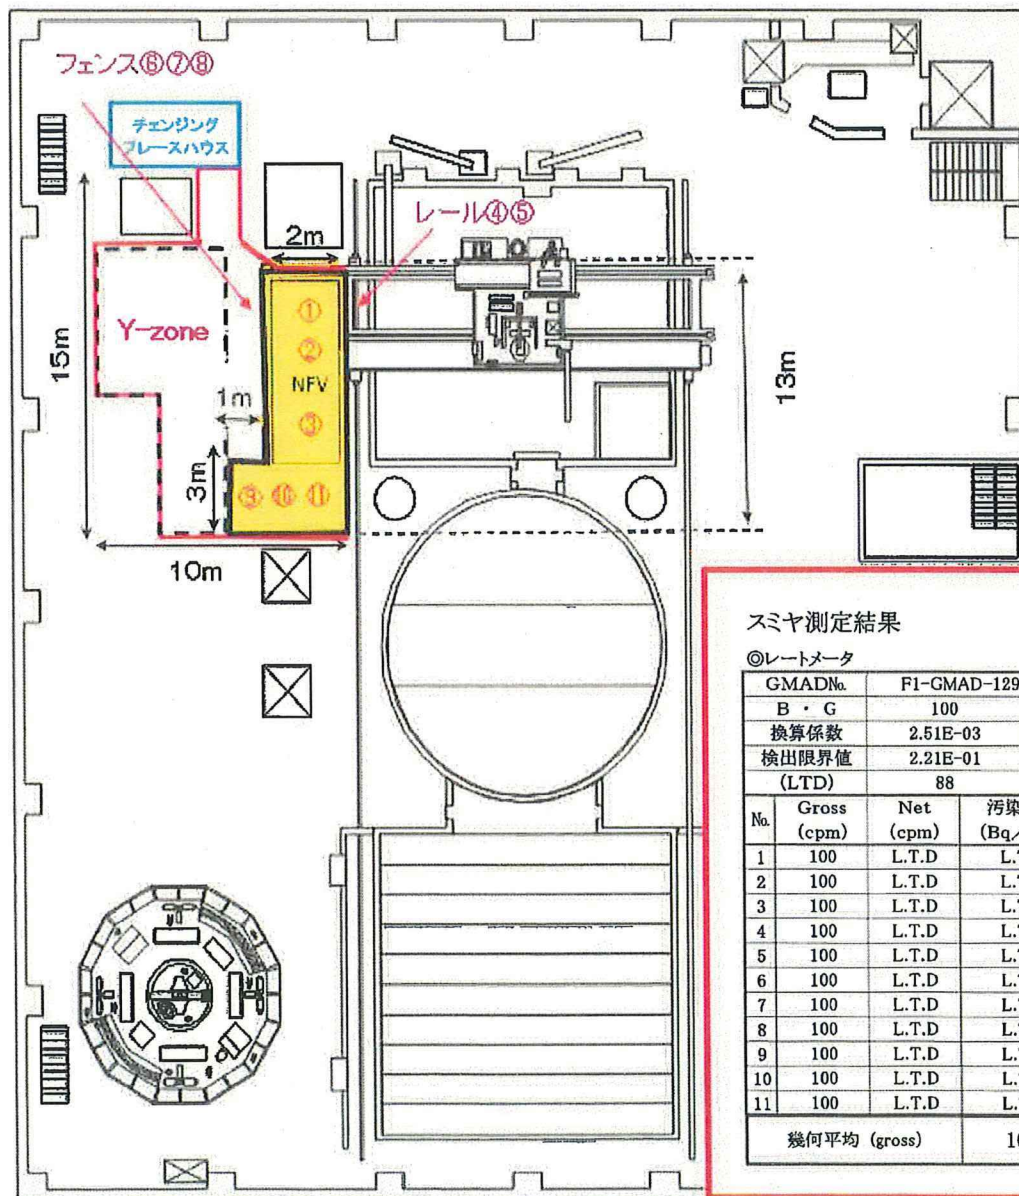 フェンス⑥⑦⑧
チェンジング
プレースハウス
レール④⑤
2m
①
Y-zone
②
NFV
15m
1m
③
13m
3m
⑨ ⑩ ⑪
10m
スミヤ測定結果
◎レートメータ
GMAD№ F1-GMAD-129
B ・ G 100
換算係数 2.51E-03
検出限界値 2.21E-01
(LTD) 88
№ Gross (cpm) Net (cpm) 汚染 (Bq/
1 100 L.T.D L.
2 100 L.T.D L.
3 100 L.T.D L.
4 100 L.T.D L.
5 100 L.T.D L.
6 100 L.T.D L.
7 100 L.T.D L.
8 100 L.T.D L.
9 100 L.T.D L.
10 100 L.T.D L.
11 100 L.T.D L.
幾何平均 (gross)